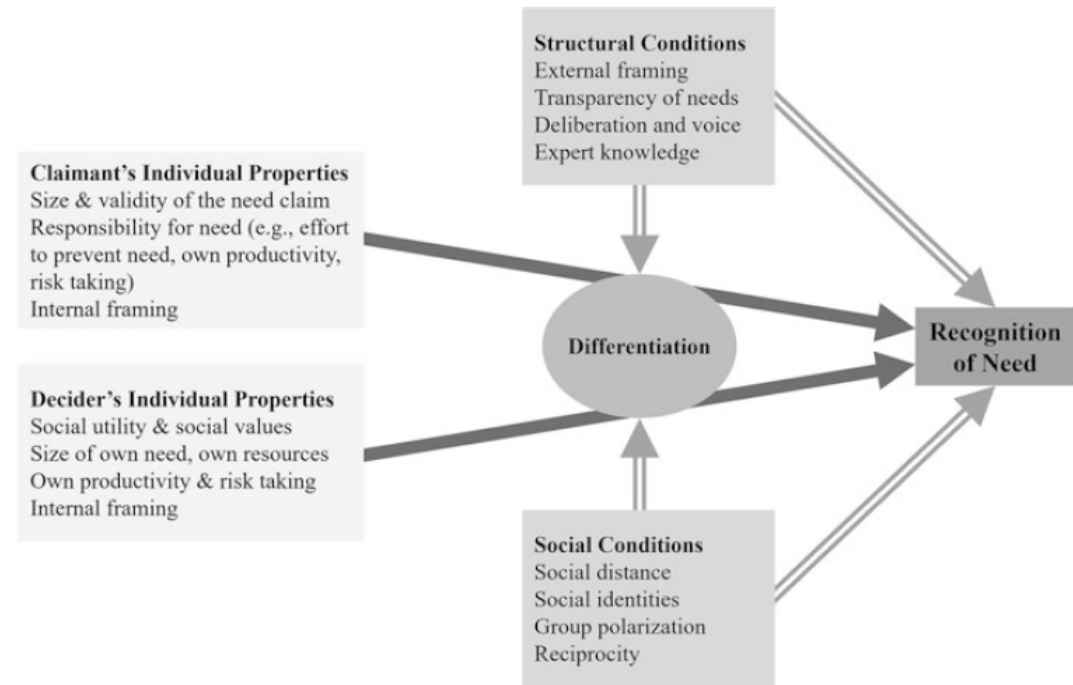 Structural Conditions
External framing
Transparency of needs
Deliberation and voice
Expert knowledge
Claimant's Individual Properties
Size & validity of the need claim
Responsibility for need (e.g., effort
to prevent need, own productivity,
risk taking)
Internal framing
Differentiation
Recognition
of Need
Decider's Individual Properties
Social utility & social values
Size of own need, own resources
Own productivity & risk taking
Internal framing
Social Conditions
Social distance
Social identities
Group polarization
Reciprocity